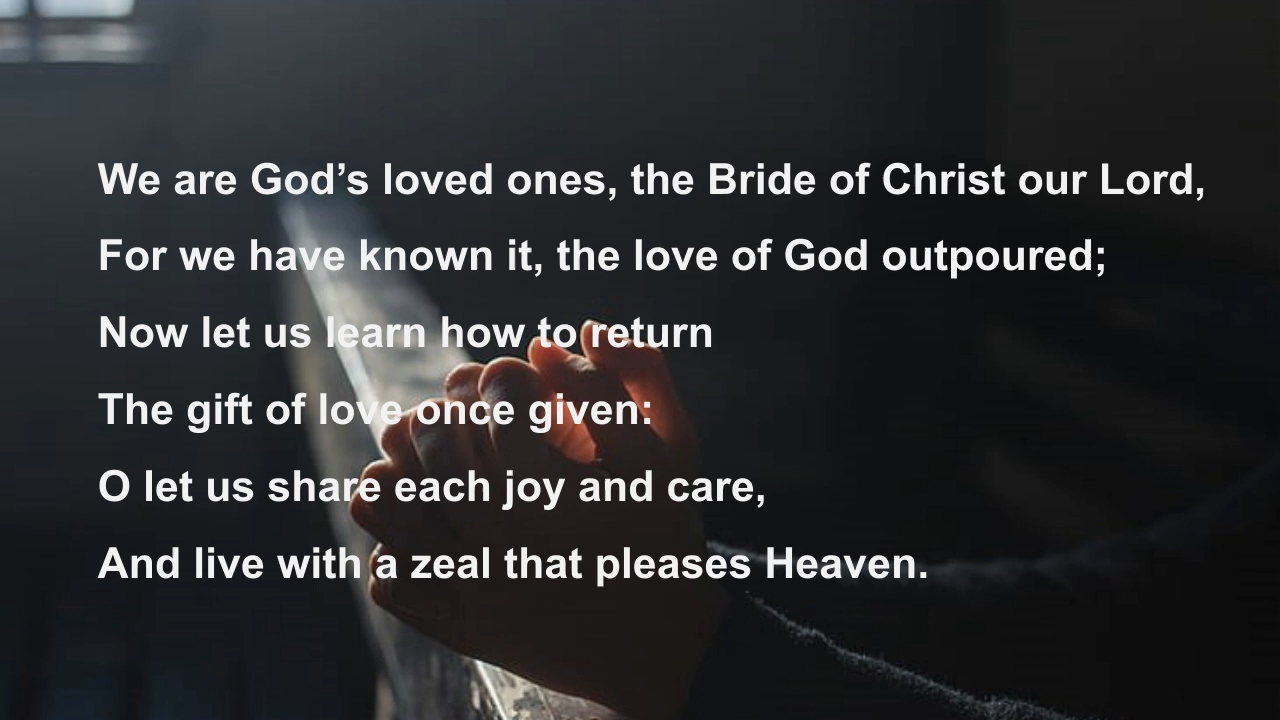 We are God’s loved ones, the Bride of Christ our Lord,
For we have known it, the love of God outpoured;
Now let us learn how to return
The gift of love once given:
O let us share each joy and care,
And live with a zeal that pleases Heaven.